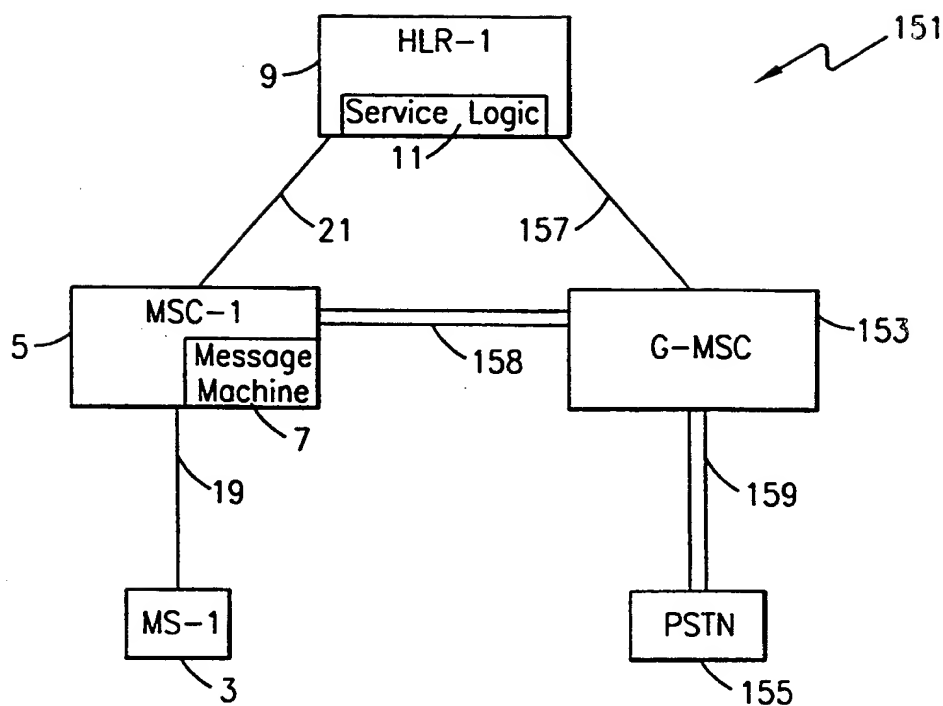 HLR-1
151
9
Service Logic
11
21
157
MSC-1
5
Message
Machine
7
158
G-MSC
153
19
159
MS-1
3
PSTN
155